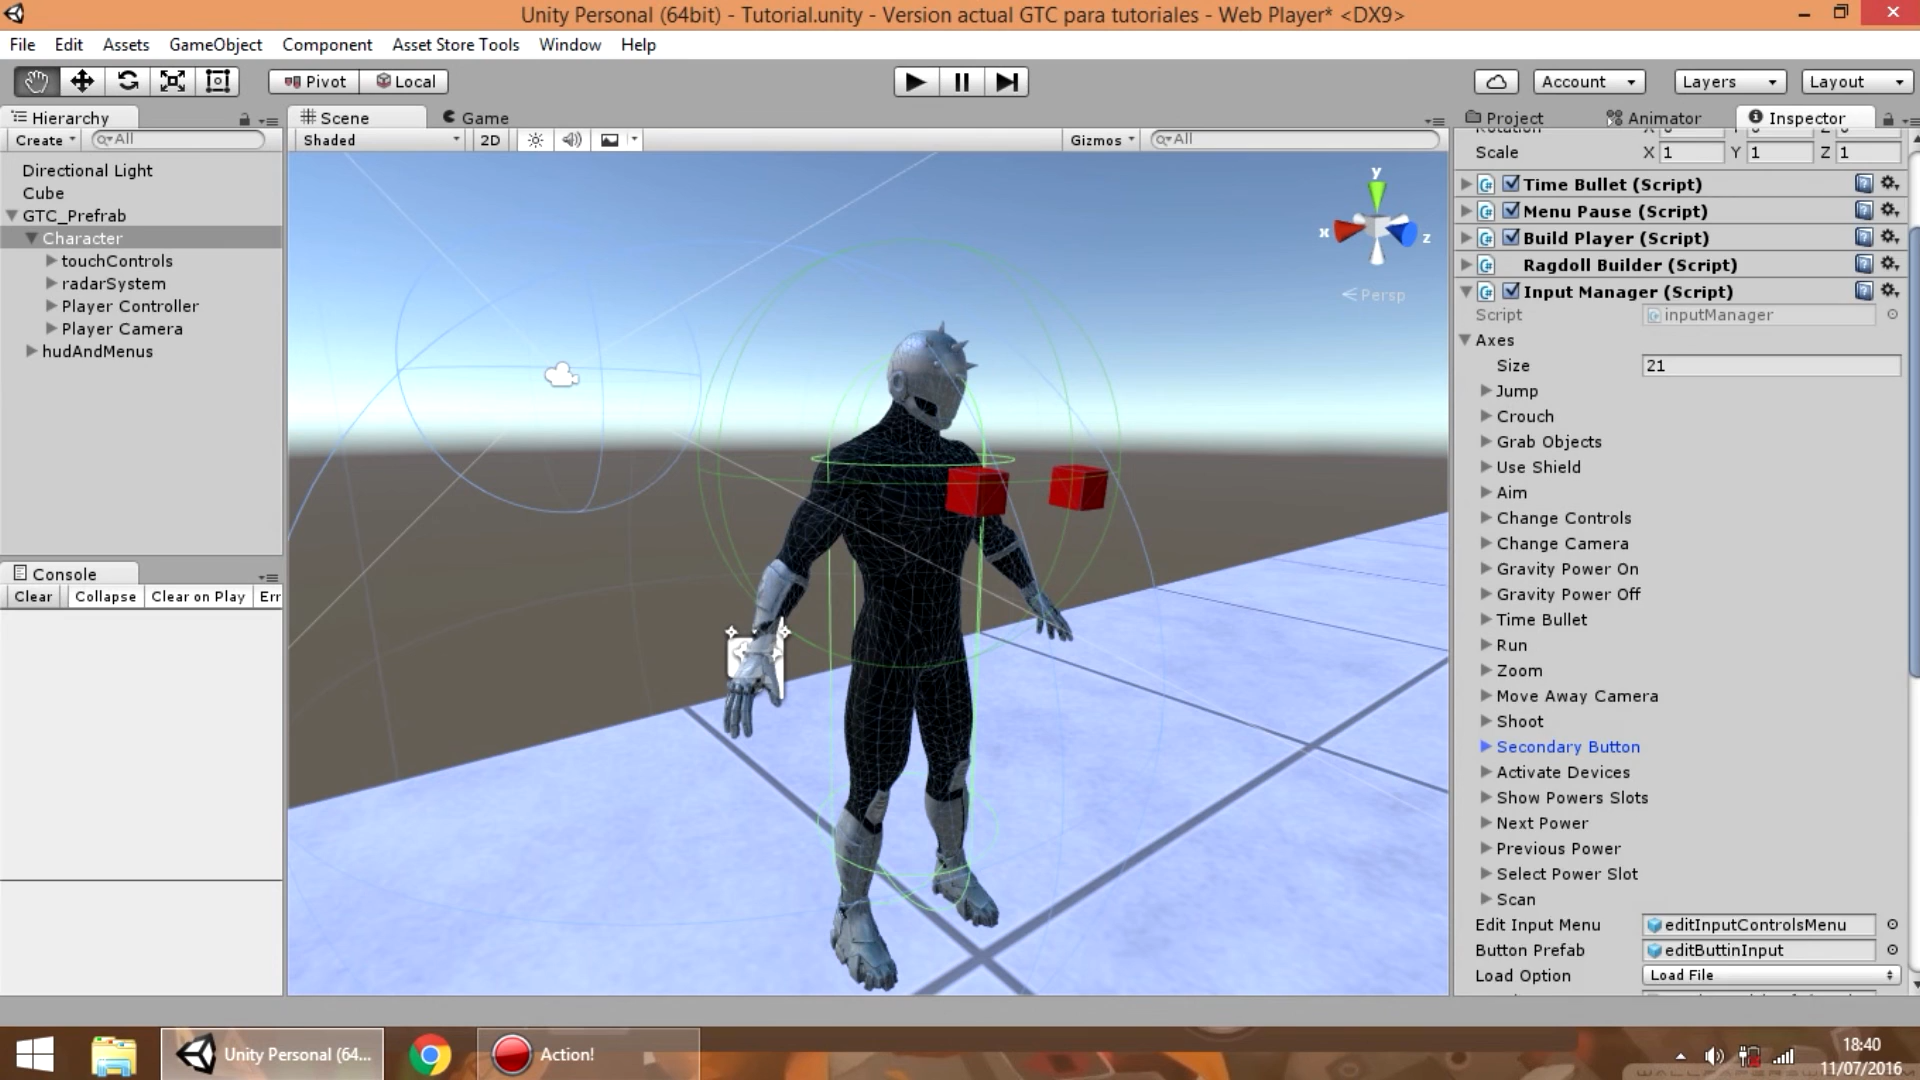 Unity Personal (64bit) - Tutorial.unity - Version actual GTC para tutoriales - Web Player* <DX9>
File Edit Assets GameObject Component Asset Store Tools Window Help
Pivot Local Account Layers Layout
Hierarchy
Create All
Directional Light
Cube
GTC_Prefrab
Character
touchControls
radarSystem
Player Controller
Player Camera
hudAndMenus
Console
Clear Collapse Clear on Play Err
Scene Game
Shaded 2D Gizmos All
y
x z
Persp
Project Animator Inspector
Rotation X 0 Y 0 Z 0
Scale X 1 Y 1 Z 1
Time Bullet (Script)
Menu Pause (Script)
Build Player (Script)
Ragdoll Builder (Script)
Input Manager (Script)
Script inputManager
Axes
Size 21
Jump
Crouch
Grab Objects
Use Shield
Aim
Change Controls
Change Camera
Gravity Power On
Gravity Power Off
Time Bullet
Run
Zoom
Move Away Camera
Shoot
Secondary Button
Activate Devices
Show Powers Slots
Next Power
Previous Power
Select Power Slot
Scan
Edit Input Menu editInputControlsMenu
Button Prefab editButtinInput
Load Option Load File
Unity Personal (64... Action!
18:40
11/07/2016